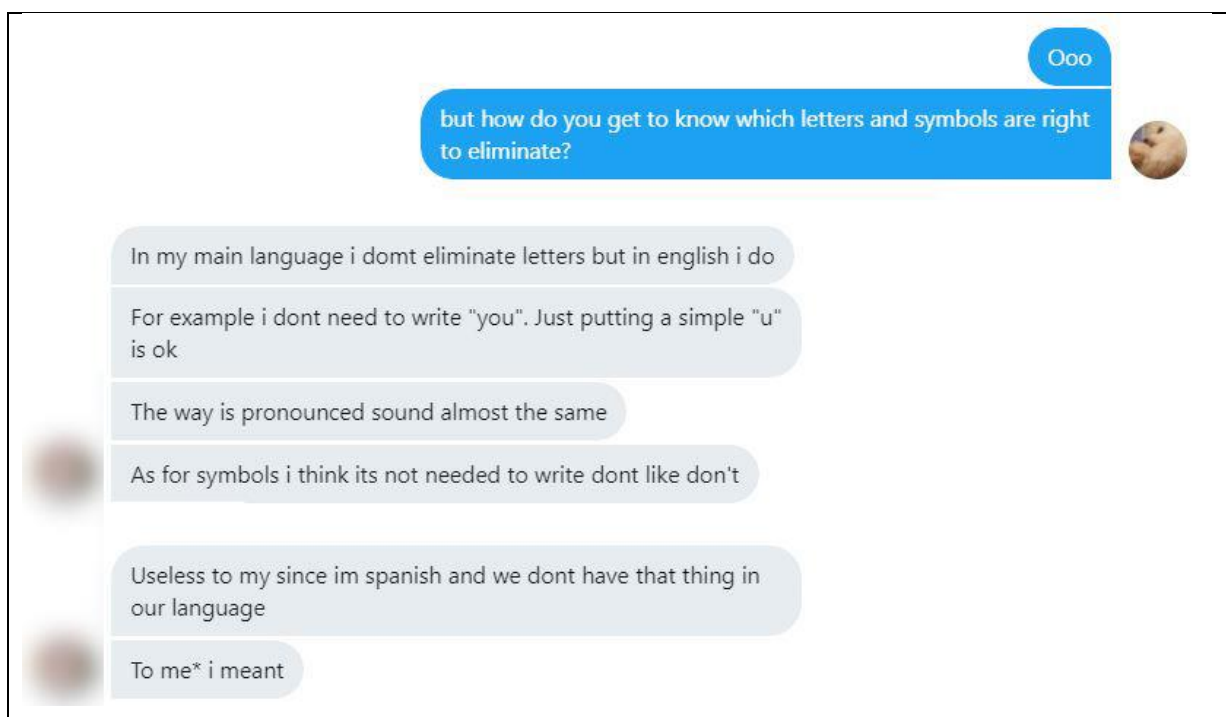 Ooo
but how do you get to know which letters and symbols are right
to eliminate?
In my main language i domt eliminate letters but in english i do
For example i dont need to write "you". Just putting a simple "u"
is ok
The way is pronounced sound almost the same
As for symbols i think its not needed to write dont like don't
Useless to my since im spanish and we dont have that thing in
our language
To me* i meant